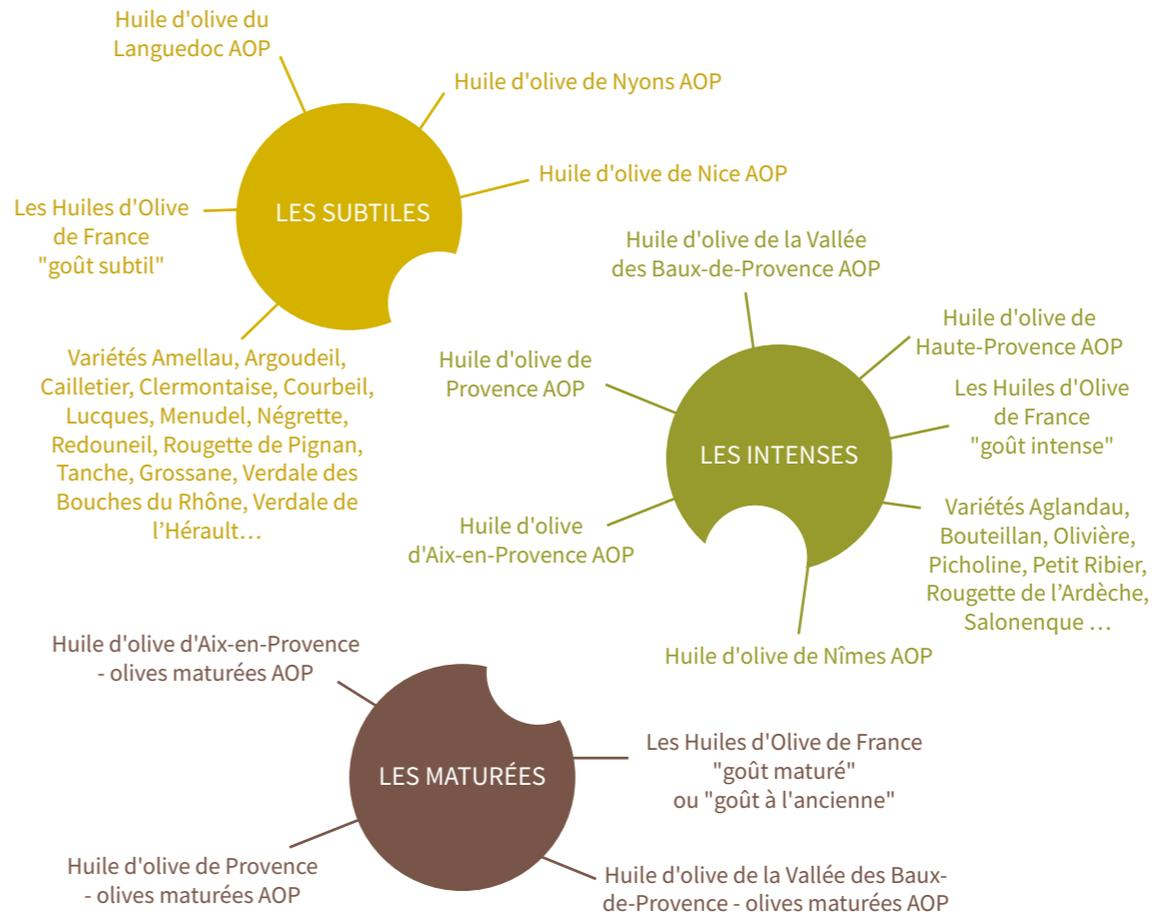 Huile d'olive du
Languedoc AOP
Huile d'olive de Nyons AOP
Huile d'olive de Nice AOP
LES SUBTILES
Les Huiles d'Olive
de France
"goût subtil"
Variétés Amellau, Argoudeil,
Cailletier, Clermontaise, Courbeil,
Lucques, Menudel, Négrette,
Redouneil, Rougette de Pignan,
Tanche, Grossane, Verdale des
Bouches du Rhône, Verdale de
l’Hérault…
Huile d'olive de la Vallée
des Baux-de-Provence AOP
Huile d'olive de
Haute-Provence AOP
Huile d'olive de
Provence AOP
Les Huiles d'Olive
de France
"goût intense"
LES INTENSES
Variétés Aglandau,
Bouteillan, Olivière,
Picholine, Petit Ribier,
Rougette de l’Ardèche,
Salonenque …
Huile d'olive
d'Aix-en-Provence AOP
Huile d'olive de Nîmes AOP
Huile d'olive d'Aix-en-Provence
- olives maturées AOP
LES MATURÉES
Les Huiles d'Olive de France
"goût maturé"
ou "goût à l'ancienne"
Huile d'olive de Provence
- olives maturées AOP
Huile d'olive de la Vallée des Baux-
de-Provence - olives maturées AOP